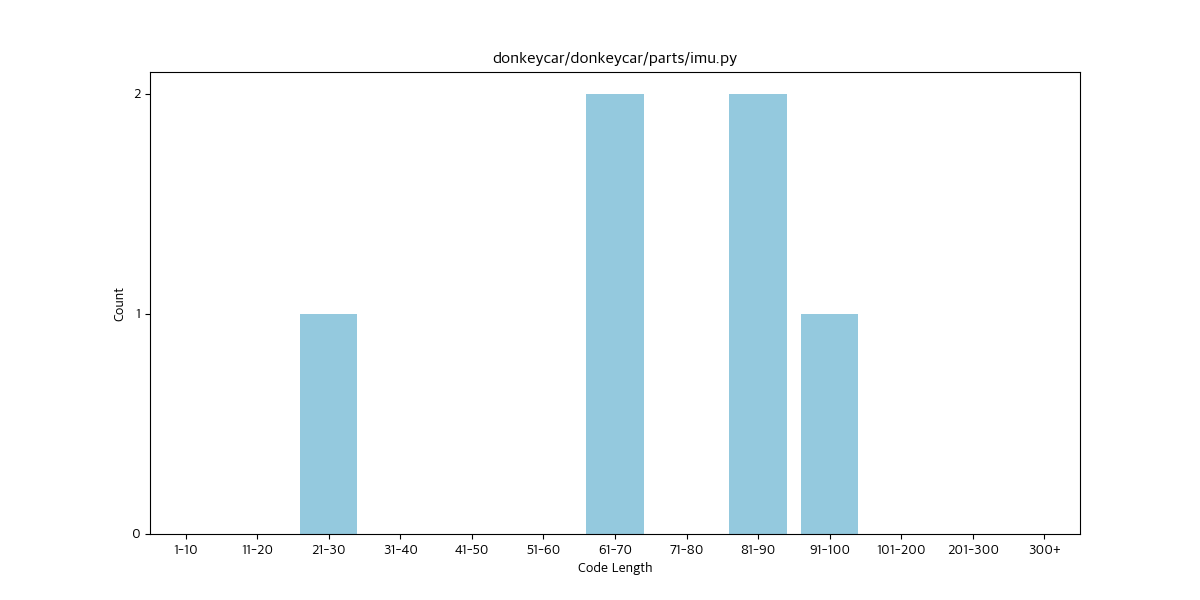 donkeycar/donkeycar/parts/imu.py
2
1
0
Count
1-10 11-20 21-30 31-40 41-50 51-60 61-70 71-80 81-90 91-100 101-200 201-300 300+
Code Length